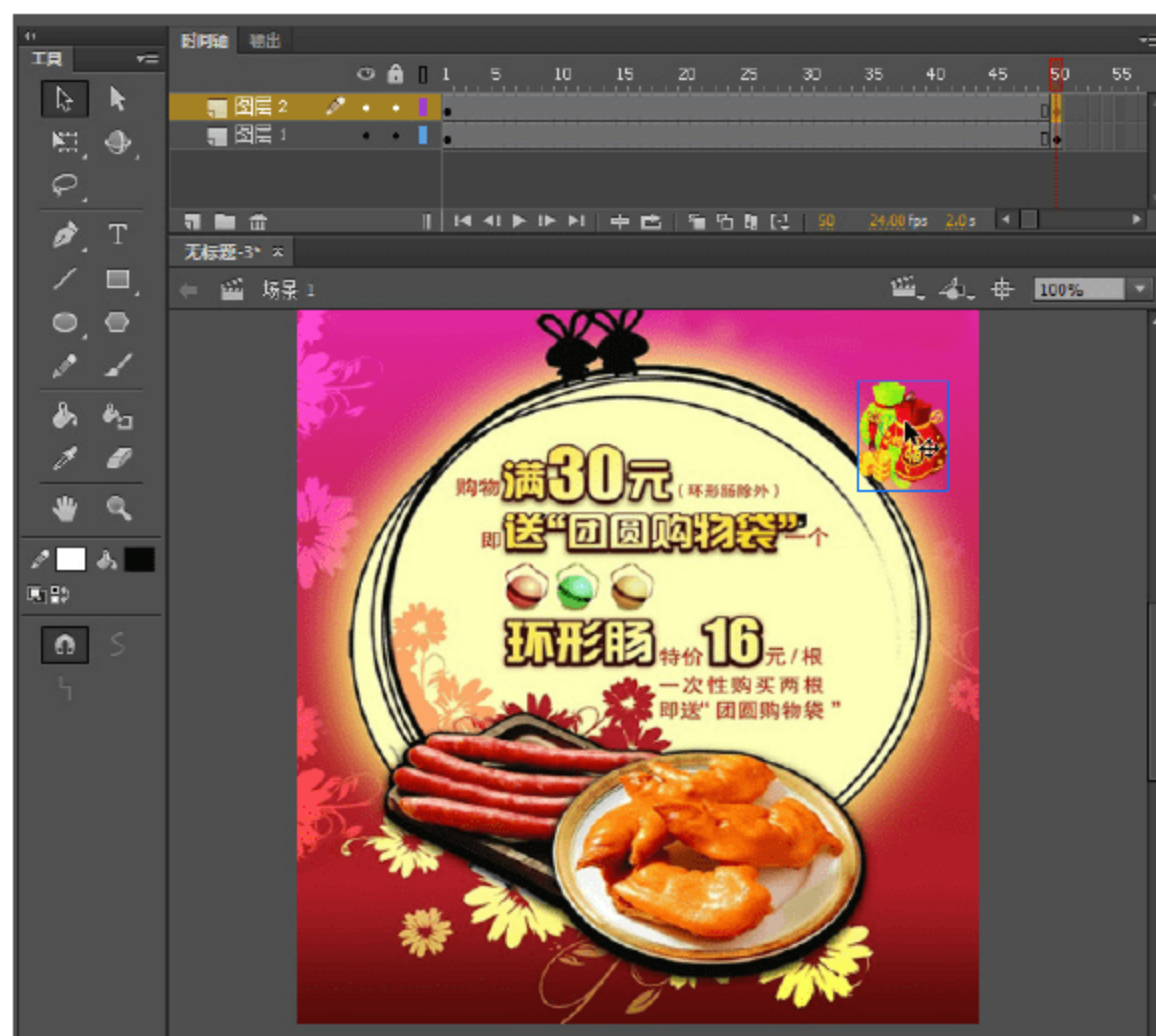 时间轴 输出
工具
1 5 10 15 20 25 30 35 40 45 50 55
图层 2
图层 1
50 24.00 fps 2.0 s
无标题-3*
场景 1
100%
T
购物满30元（环形肠除外）
即送“团圆购物袋”一个
环形肠特价16元/根
一次性购买两根
即送“团圆购物袋”
福